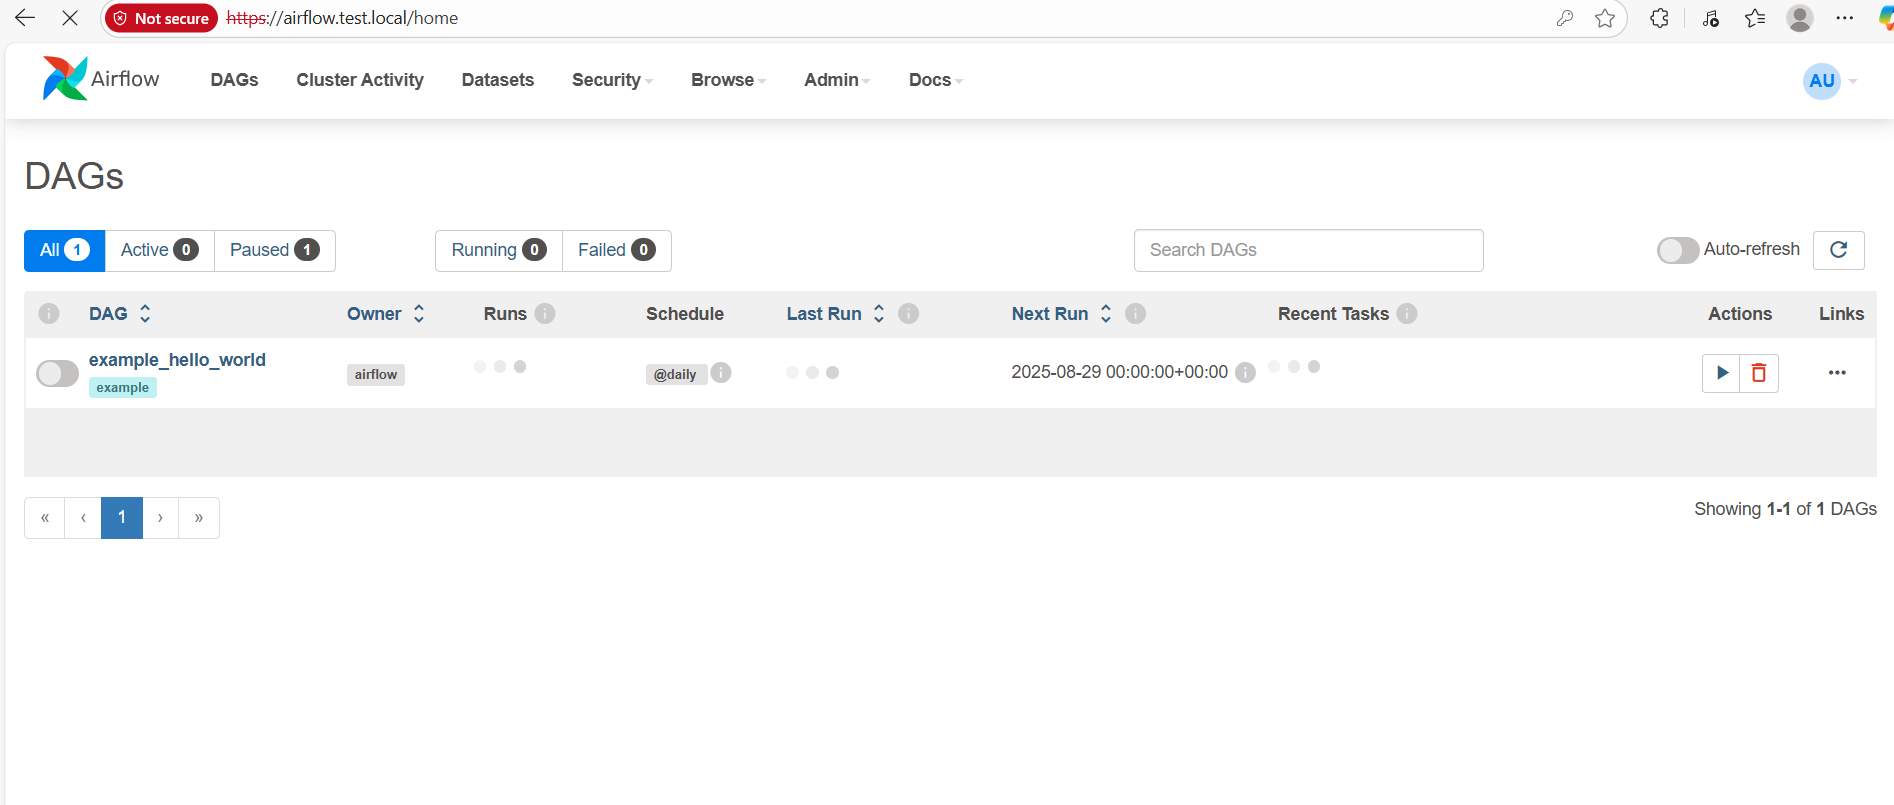 Not secure https://airflow.test.local/home
Airflow DAGs Cluster Activity Datasets Security Browse Admin Docs AU
DAGs
All 1 Active 0 Paused 1 Running 0 Failed 0 Search DAGs Auto-refresh
DAG Owner Runs Schedule Last Run Next Run Recent Tasks Actions Links
example_hello_world
example airflow @daily 2025-08-29 00:00:00+00:00
« ‹ 1 › » Showing 1-1 of 1 DAGs